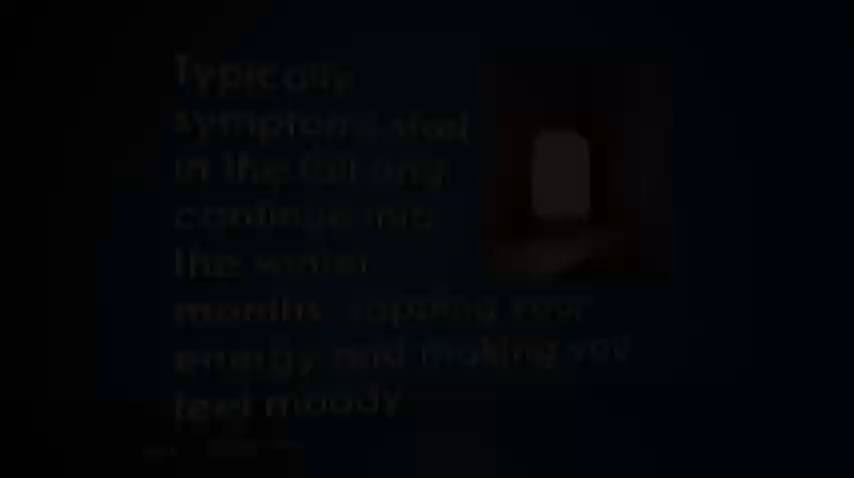 Typically
symptoms start
in the fall and
continue into
the winter
months, sapping your
energy and making you
feel moody